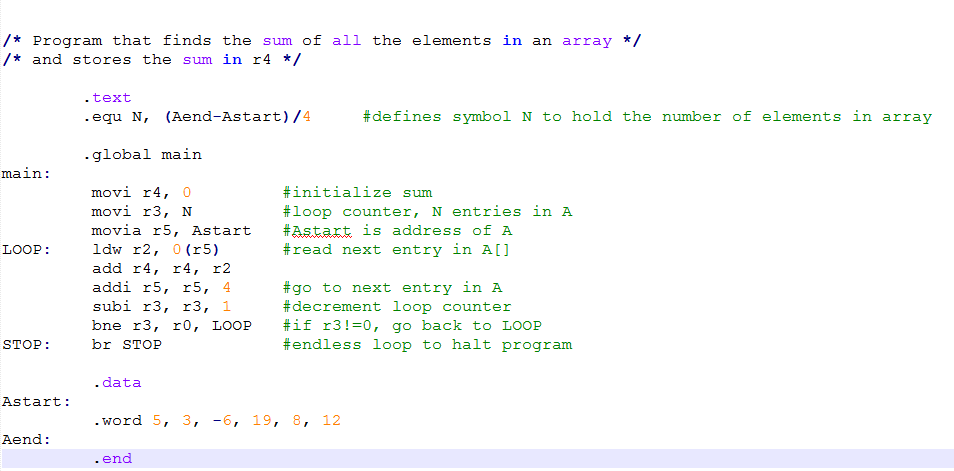 /* Program that finds the sum of all the elements in an array */
/* and stores the sum in r4 */
.text
.equ N, (Aend-Astart)/4 #defines symbol N to hold the number of elements in array
.global main
main:
movi r4, 0 #initialize sum
movi r3, N #loop counter, N entries in A
movia r5, Astart #Astart is address of A
LOOP: ldw r2, 0(r5) #read next entry in A[]
add r4, r4, r2
addi r5, r5, 4 #go to next entry in A
subi r3, r3, 1 #decrement loop counter
bne r3, r0, LOOP #if r3!=0, go back to LOOP
STOP: br STOP #endless loop to halt program
.data
Astart:
.word 5, 3, -6, 19, 8, 12
Aend:
.end